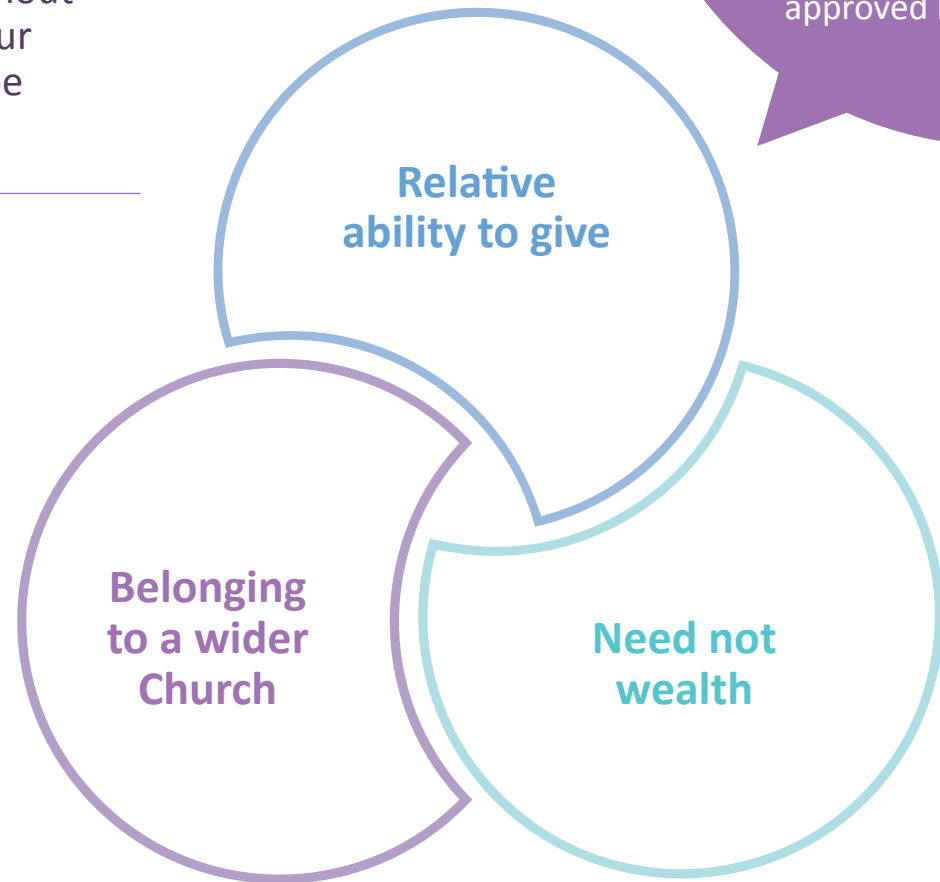 ur
approved
Relative
ability to give
Belonging
to a wider
Church
Need not
wealth